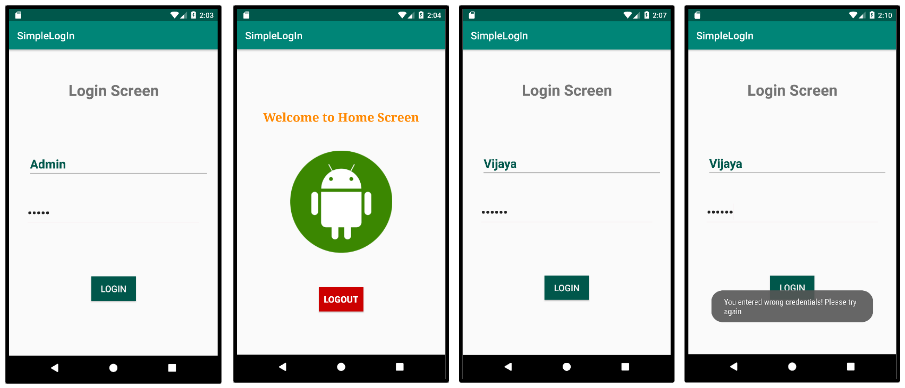 2:03
SimpleLogIn
Login Screen
Admin
•••••
LOGIN
2:04
SimpleLogIn
Welcome to Home Screen
LOGOUT
2:07
SimpleLogIn
Login Screen
Vijaya
••••••
LOGIN
2:10
SimpleLogIn
Login Screen
Vijaya
••••••
LOGIN
You entered wrong credentials! Please try
again